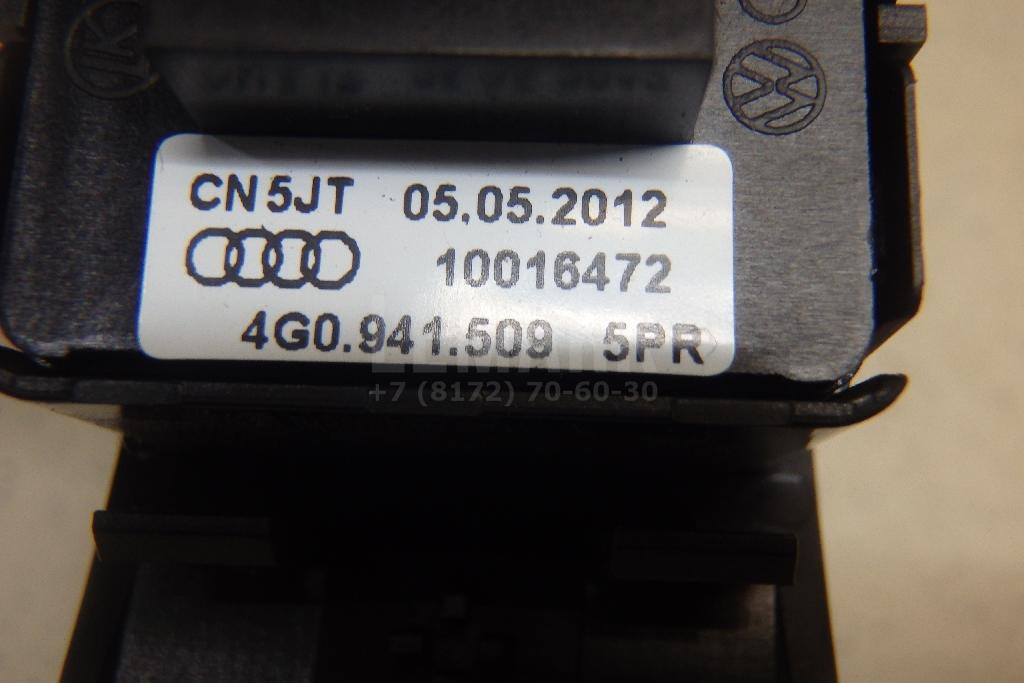 CN5JT 05.05.2012
10016472
4G0.941.509 5PR
+7 (8172) 70-60-30